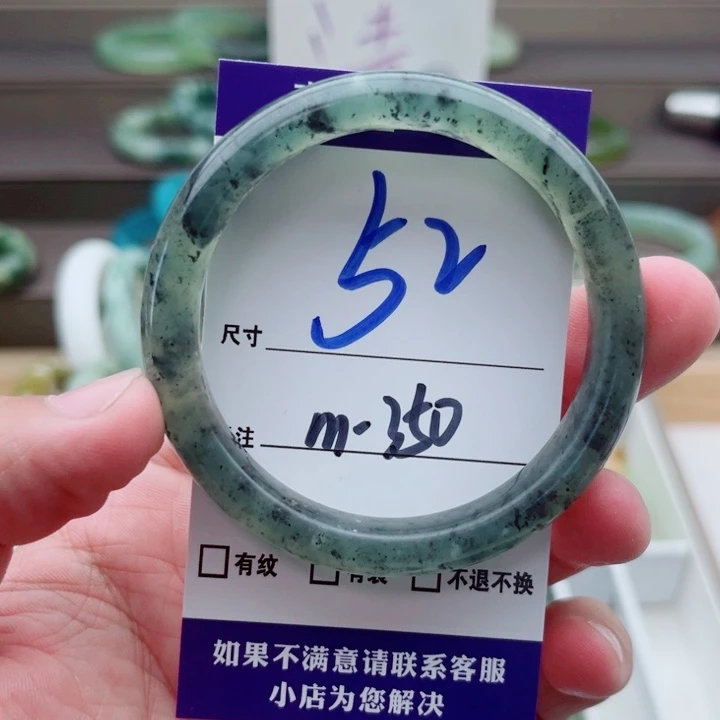 52
尺寸
注 m-350
有纹
不退不换
如果不满意请联系客服
小店为您解决